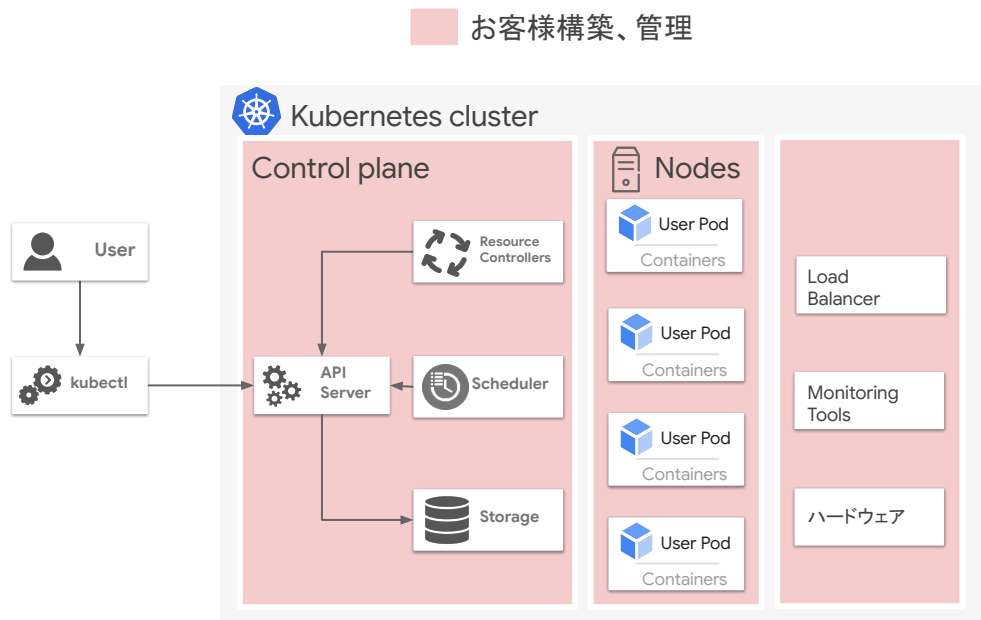 お客様構築、管理
Kubernetes cluster
Control plane
Nodes
User
kubectl
Resource
Controllers
API
Server
Scheduler
Storage
User Pod
Containers
User Pod
Containers
User Pod
Containers
User Pod
Containers
Load
Balancer
Monitoring
Tools
ハードウェア